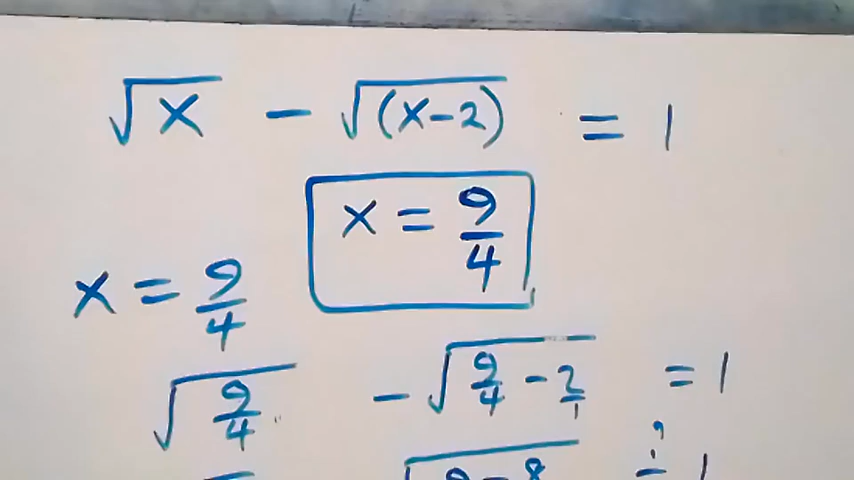 √x - √(x-2) = 1
x = 9/4
x = 9/4
√9/4 - √(9/4 - 2/1) = 1